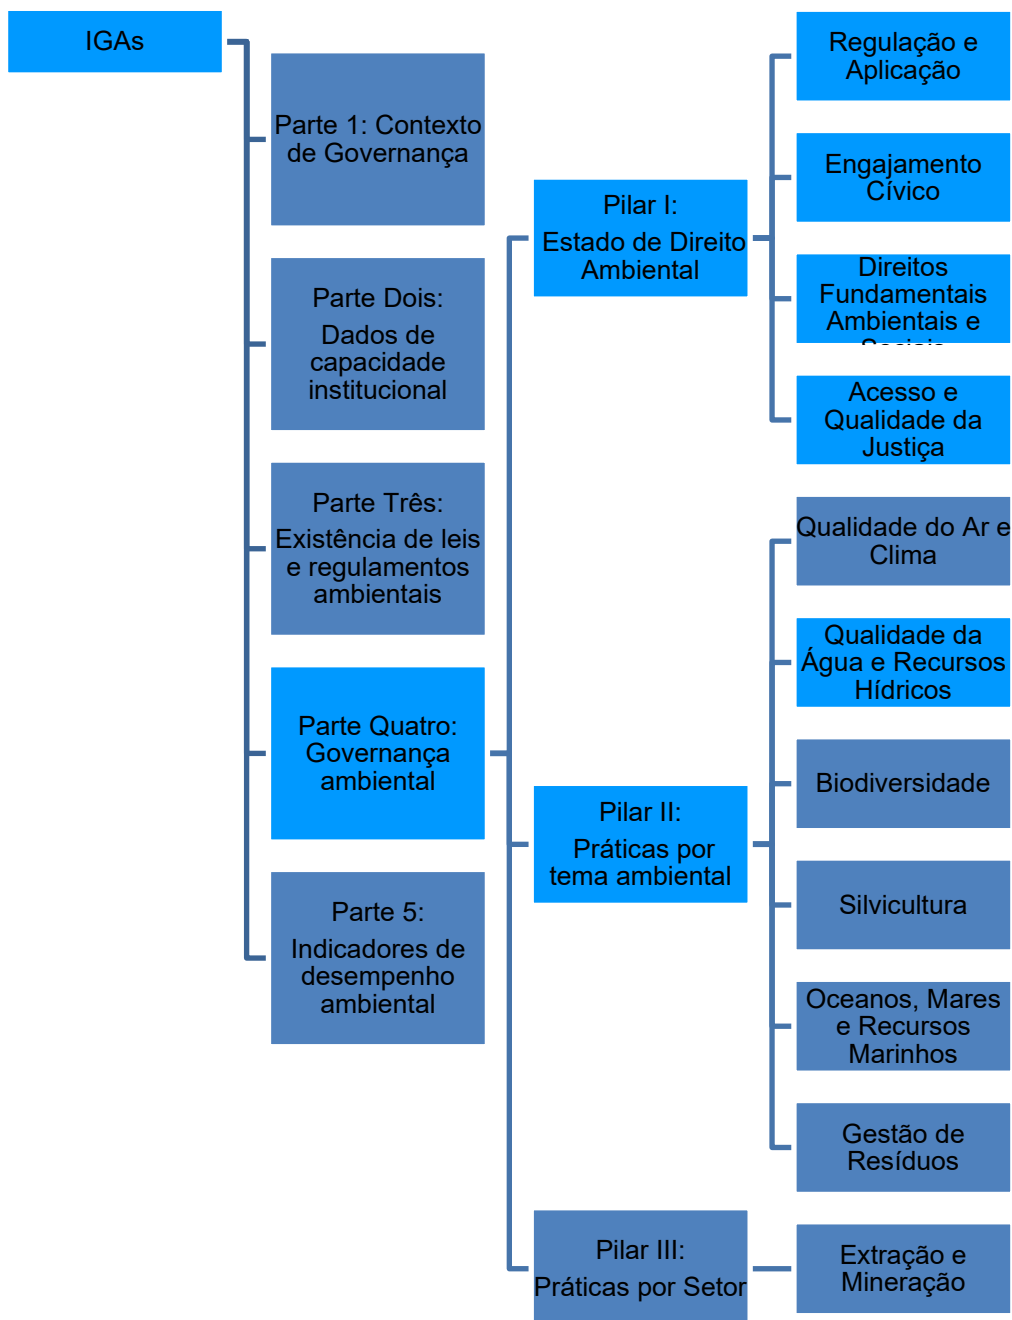 IGAs
Parte 1: Contexto
de Governança
Parte Dois:
Dados de
capacidade
institucional
Parte Três:
Existência de leis
e regulamentos
ambientais
Parte Quatro:
Governança
ambiental
Parte 5:
Indicadores de
desempenho
ambiental
Pilar I:
Estado de Direito
Ambiental
Pilar II:
Práticas por
tema ambiental
Pilar III:
Práticas por Setor
Regulação e
Aplicação
Engajamento
Cívico
Direitos
Fundamentais
Ambientais e
Acesso e
Qualidade da
Justiça
Qualidade do Ar e
Clima
Qualidade da
Água e Recursos
Hídricos
Biodiversidade
Silvicultura
Oceanos, Mares
e Recursos
Marinhos
Gestão de
Resíduos
Extração e
Mineração